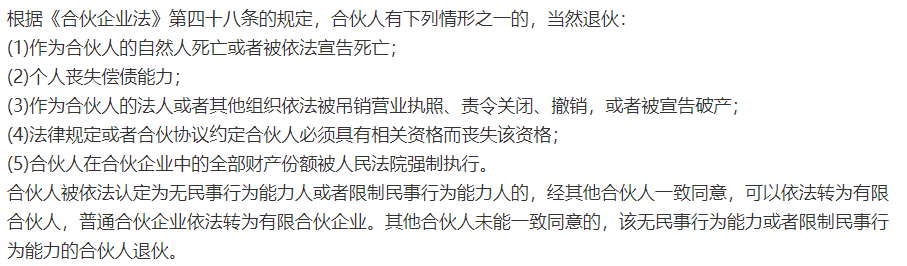 根据《合伙企业法》第四十八条的规定，合伙人有下列情形之一的，当然退伙：
(1)作为合伙人的自然人死亡或者被依法宣告死亡；
(2)个人丧失偿债能力；
(3)作为合伙人的法人或者其他组织依法被吊销营业执照、责令关闭、撤销，或者被宣告破产；
(4)法律规定或者合伙协议约定合伙人必须具有相关资格而丧失该资格；
(5)合伙人在合伙企业中的全部财产份额被人民法院强制执行。
合伙人被依法认定为无民事行为能力人或者限制民事行为能力人的，经其他合伙人一致同意，可以依法转为有限
合伙人，普通合伙企业依法转为有限合伙企业。其他合伙人未能一致同意的，该无民事行为能力或者限制民事行
为能力的合伙人退伙。